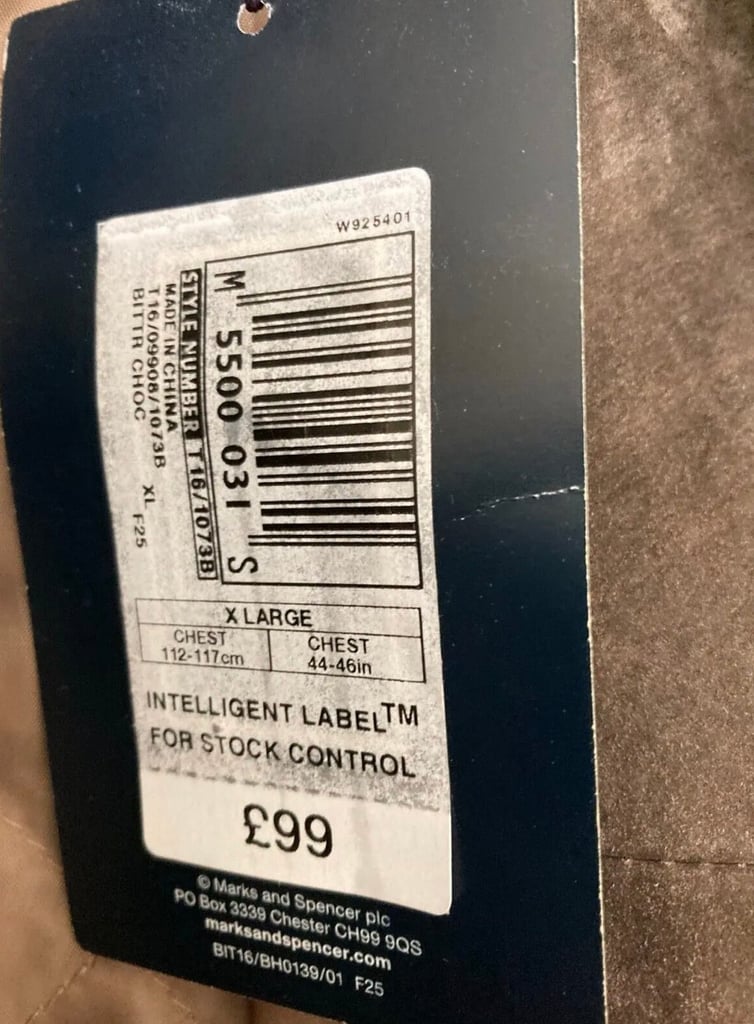 W925401
M 5500 031 S
STYLE NUMBER T16/1073B
MADE IN CHINA
T16/09908/1073B XL
BITTR CHOC F25
X LARGE
CHEST CHEST
112-117cm 44-46in
INTELLIGENT LABEL™
FOR STOCK CONTROL
£99
© Marks and Spencer plc
PO Box 3339 Chester CH99 9QS
marksandspencer.com
BIT16/BH0139/01 F25